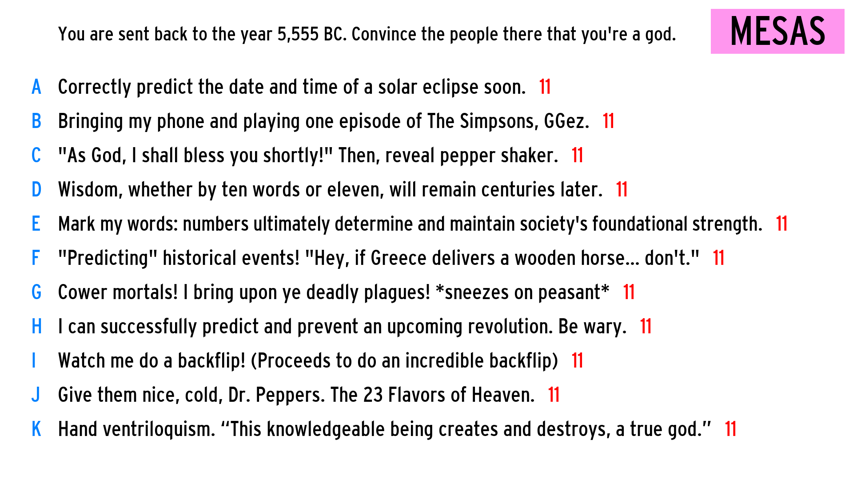 You are sent back to the year 5,555 BC. Convince the people there that you're a god.
MESAS
A Correctly predict the date and time of a solar eclipse soon. 11
B Bringing my phone and playing one episode of The Simpsons, GGez. 11
C "As God, I shall bless you shortly!" Then, reveal pepper shaker. 11
D Wisdom, whether by ten words or eleven, will remain centuries later. 11
E Mark my words: numbers ultimately determine and maintain society's foundational strength. 11
F "Predicting" historical events! "Hey, if Greece delivers a wooden horse... don't." 11
G Cower mortals! I bring upon ye deadly plagues! *sneezes on peasant* 11
H I can successfully predict and prevent an upcoming revolution. Be wary. 11
I Watch me do a backflip! (Proceeds to do an incredible backflip) 11
J Give them nice, cold, Dr. Peppers. The 23 Flavors of Heaven. 11
K Hand ventriloquism. “This knowledgeable being creates and destroys, a true god.” 11